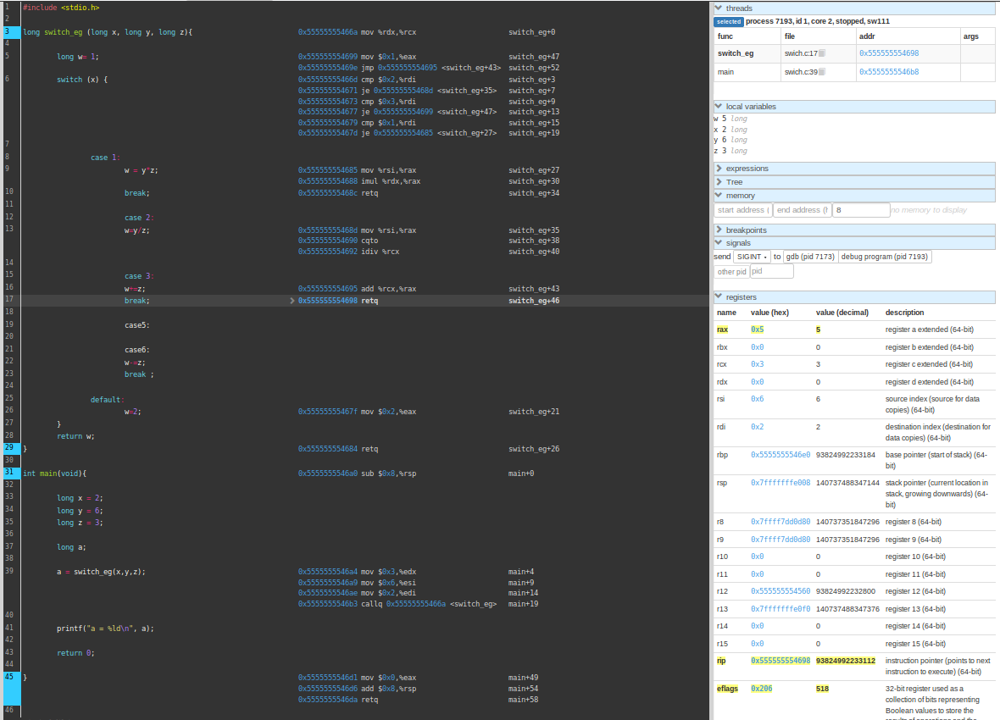 1 #include <stdio.h>
2
3 long switch_eg (long x, long y, long z){ 0x55555555466a mov %rdx,%rcx switch_eg+0
4
5 long w= 1; 0x555555554699 mov $0x1,%eax switch_eg+47
0x55555555469e jmp 0x555555554695 <switch_eg+43> switch_eg+52
6 switch (x) { 0x55555555466d cmp $0x2,%rdi switch_eg+3
0x555555554671 je 0x55555555468d <switch_eg+35> switch_eg+7
0x555555554673 cmp $0x3,%rdi switch_eg+9
0x555555554677 je 0x555555554699 <switch_eg+47> switch_eg+13
0x555555554679 cmp $0x1,%rdi switch_eg+15
0x55555555467d je 0x555555554685 <switch_eg+27> switch_eg+19
7
8 case 1:
9 w = y*z; 0x555555554685 mov %rsi,%rax switch_eg+27
0x555555554688 imul %rdx,%rax switch_eg+30
10 break; 0x55555555468c retq switch_eg+34
11
12 case 2:
13 w=y/z; 0x55555555468d mov %rsi,%rax switch_eg+35
0x555555554690 cqto switch_eg+38
0x555555554692 idiv %rcx switch_eg+40
14
15 case 3:
16 w+=z; 0x555555554695 add %rcx,%rax switch_eg+43
17 break; 0x555555554698 retq switch_eg+46
18
19 case5:
20
21 case6:
22 w-=z;
23 break ;
24
25 default:
26 w=2; 0x55555555467f mov $0x2,%eax switch_eg+21
27 }
28 return w;
29 } 0x555555554684 retq switch_eg+26
30
31 int main(void){ 0x5555555546a0 sub $0x8,%rsp main+0
32
33 long x = 2;
34 long y = 6;
35 long z = 3;
36
37 long a;
38
39 a = switch_eg(x,y,z); 0x5555555546a4 mov $0x3,%edx main+4
0x5555555546a9 mov $0x6,%esi main+9
0x5555555546ae mov $0x2,%edi main+14
0x5555555546b3 callq 0x55555555466a <switch_eg> main+19
40
41 printf("a = %ld\n", a);
42
43 return 0;
44
45 } 0x5555555546d1 mov $0x0,%eax main+49
0x5555555546d6 add $0x8,%rsp main+54
0x5555555546da retq main+58
46
threads
selected process 7193, id 1, core 2, stopped, sw111
func file addr args
switch_eg swich.c:17 0x555555554698
main swich.c:39 0x5555555546b8
local variables
w 5 long
x 2 long
y 6 long
z 3 long
expressions
Tree
memory
start address ( end address (h 8 no memory to display
breakpoints
signals
send SIGINT to gdb (pid 7173) debug program (pid 7193)
other pid pid
registers
name value (hex) value (decimal) description
rax 0x5 5 register a extended (64-bit)
rbx 0x0 0 register b extended (64-bit)
rcx 0x3 3 register c extended (64-bit)
rdx 0x0 0 register d extended (64-bit)
rsi 0x6 6 source index (source for data
copies) (64-bit)
rdi 0x2 2 destination index (destination for
data copies) (64-bit)
rbp 0x5555555546e0 93824992233184 base pointer (start of stack) (64-
bit)
rsp 0x7fffffffe008 140737488347144 stack pointer (current location in
stack, growing downwards) (64-
bit)
r8 0x7ffff7dd0d80 140737351847296 register 8 (64-bit)
r9 0x7ffff7dd0d80 140737351847296 register 9 (64-bit)
r10 0x0 0 register 10 (64-bit)
r11 0x0 0 register 11 (64-bit)
r12 0x555555554560 93824992232800 register 12 (64-bit)
r13 0x7fffffffe0f0 140737488347376 register 13 (64-bit)
r14 0x0 0 register 14 (64-bit)
r15 0x0 0 register 15 (64-bit)
rip 0x555555554698 93824992233112 instruction pointer (points to next
instruction to execute) (64-bit)
eflags 0x206 518 32-bit register used as a
collection of bits representing
Boolean values to store the